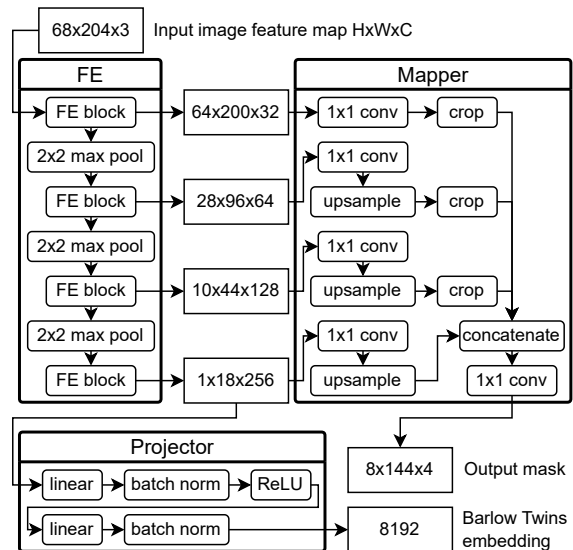 68x204x3 Input image feature map HxWxC
FE Mapper
FE block 64x200x32 1x1 conv crop
2x2 max pool 1x1 conv
FE block 28x96x64 upsample crop
2x2 max pool 1x1 conv
FE block 10x44x128 upsample crop
2x2 max pool 1x1 conv concatenate
FE block 1x18x256 upsample 1x1 conv
Projector
8x144x4 Output mask
linear batch norm ReLU
linear batch norm 8192 Barlow Twins
embedding